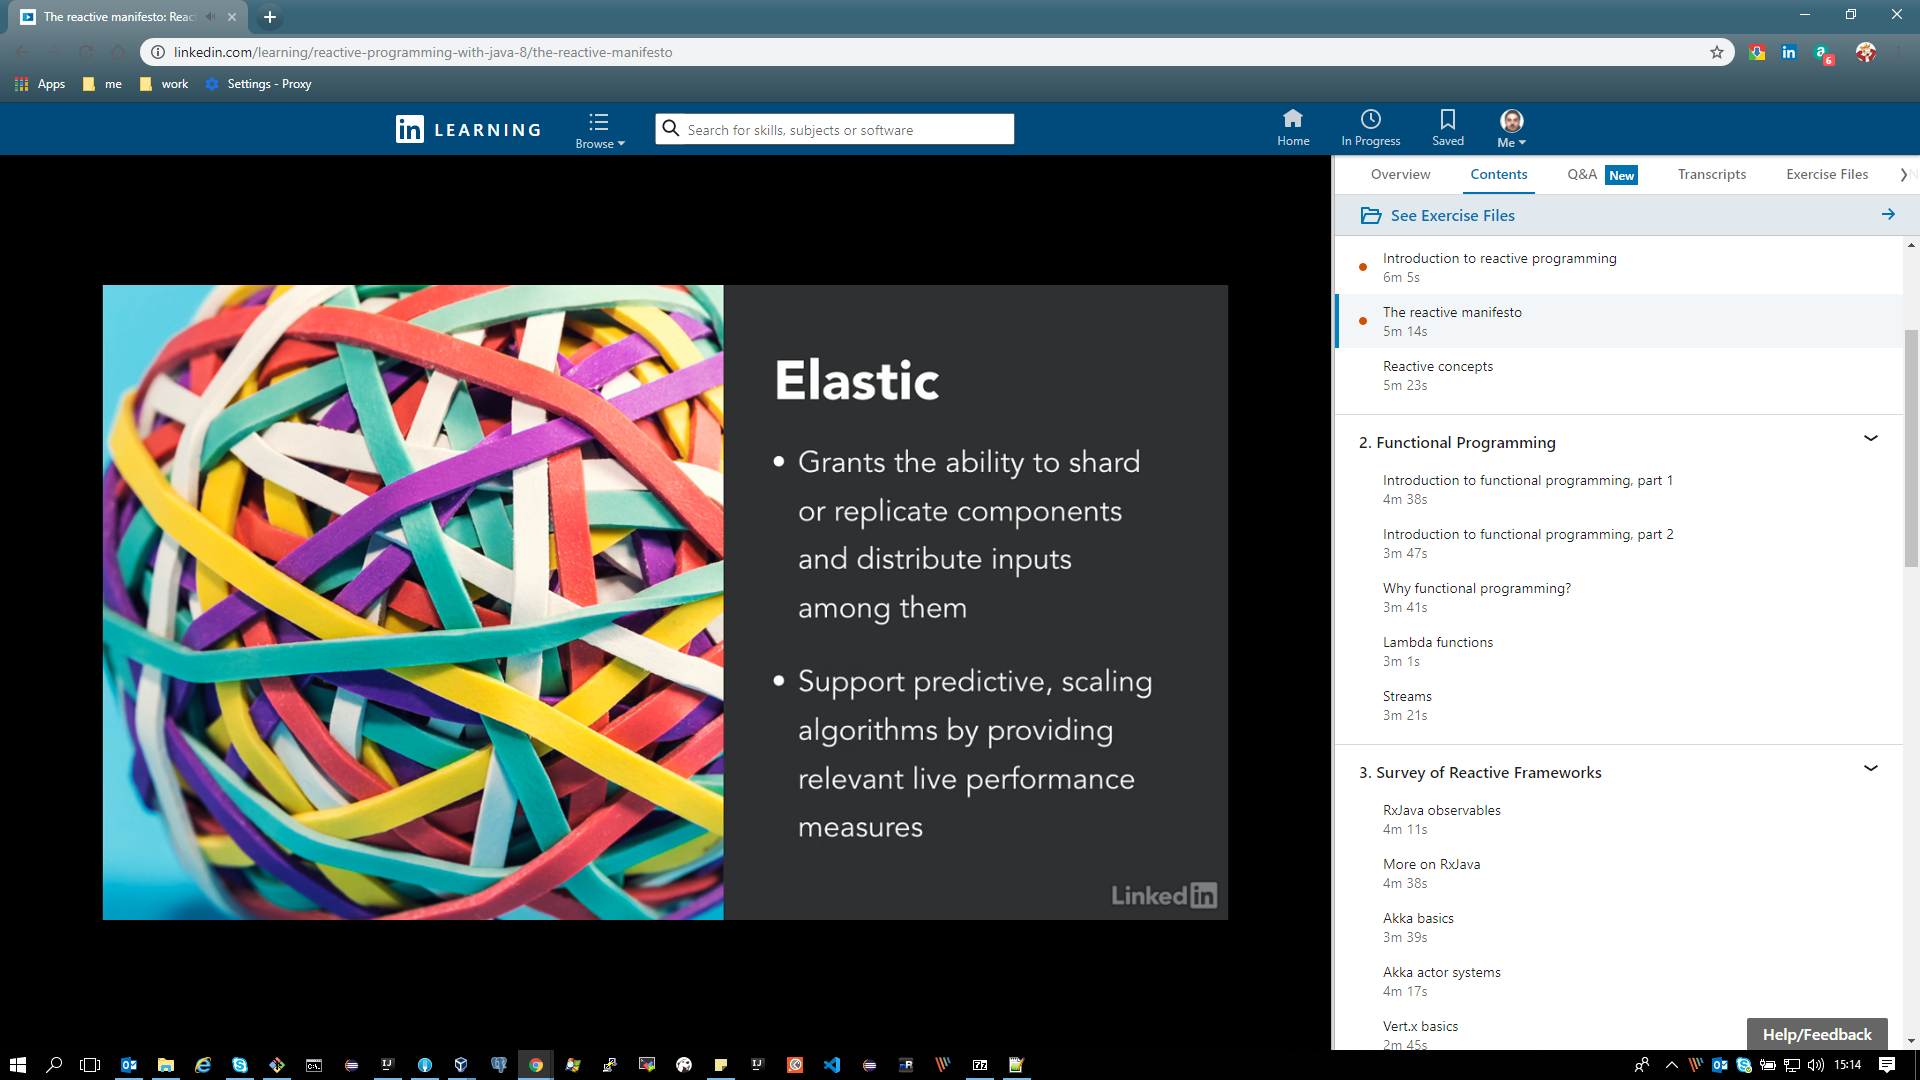 The reactive manifesto: Reac
linkedin.com/learning/reactive-programming-with-java-8/the-reactive-manifesto
6
Apps me work Settings - Proxy
in LEARNING
Browse
Search for skills, subjects or software
Home In Progress Saved Me
Overview Contents Q&A New Transcripts Exercise Files
See Exercise Files
Introduction to reactive programming
6m 5s
The reactive manifesto
5m 14s
Reactive concepts
5m 23s
2. Functional Programming
Introduction to functional programming, part 1
4m 38s
Introduction to functional programming, part 2
3m 47s
Why functional programming?
3m 41s
Lambda functions
3m 1s
Streams
3m 21s
3. Survey of Reactive Frameworks
RxJava observables
4m 11s
More on RxJava
4m 38s
Akka basics
3m 39s
Akka actor systems
4m 17s
Vert.x basics
2m 45s
Help/Feedback
Elastic
• Grants the ability to shard
or replicate components
and distribute inputs
among them
• Support predictive, scaling
algorithms by providing
relevant live performance
measures
Linked in
15:14